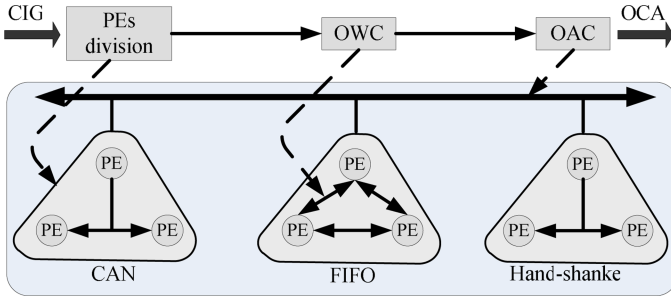 CIG
PEs
division
OWC
OAC
OCA
PE
PE
PE
PE
PE
PE
PE
PE
PE
CAN
FIFO
Hand-shanke